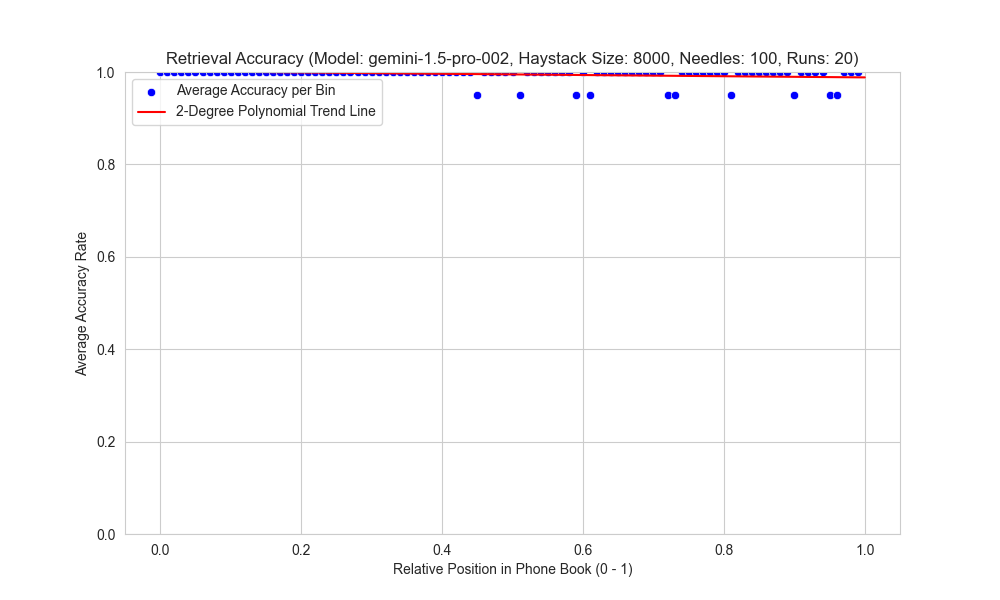 Retrieval Accuracy (Model: gemini-1.5-pro-002, Haystack Size: 8000, Needles: 100, Runs: 20)
Average Accuracy per Bin
2-Degree Polynomial Trend Line
Average Accuracy Rate
1.0
0.8
0.6
0.4
0.2
0.0
0.0 0.2 0.4 0.6 0.8 1.0
Relative Position in Phone Book (0 - 1)